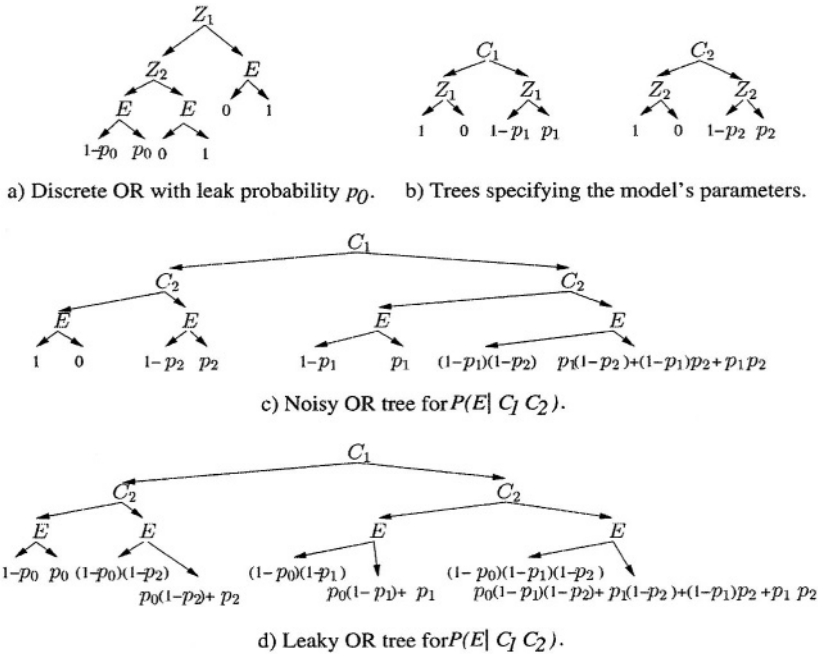 Z1
Z2 E
E E 0 1
1-p0 p0 0 1
a) Discrete OR with leak probability p0.
C1
Z1 Z1
1 0 1-p1 p1
C2
Z2 Z2
1 0 1-p2 p2
b) Trees specifying the model's parameters.
C1
C2 C2
E E E E
1 0 1-p2 p2 1-p1 p1 (1-p1)(1-p2) p1(1-p2)+(1-p1)p2+p1p2
c) Noisy OR tree for P(E| C1 C2).
C1
C2 C2
E E E E
1-p0 p0 (1-p0)(1-p2) (1-p0)(1-p1) (1-p0)(1-p1)(1-p2)
p0(1-p2)+ p2 p0(1-p1)+ p1 p0(1-p1)(1-p2)+ p1(1-p2)+(1-p1)p2+p1 p2
d) Leaky OR tree for P(E| C1 C2).